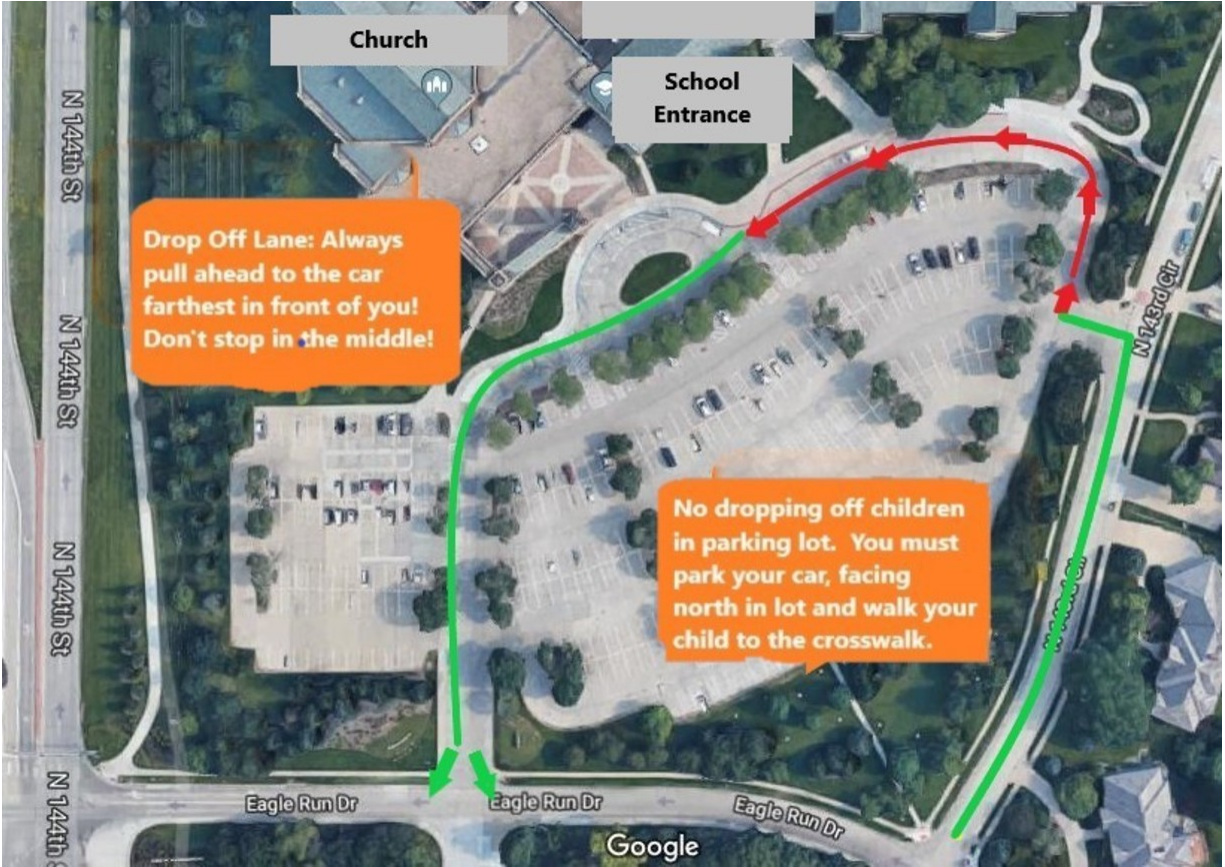 Church
School
Entrance
N 144th St
Drop Off Lane: Always
pull ahead to the car
farthest in front of you!
Don't stop in the middle!
N 143rd Cir
N 144th St
No dropping off children
in parking lot. You must
park your car, facing
north in lot and walk your
child to the crosswalk.
N 144th St
N 143rd Cir
N 144th S
Eagle Run Dr
Eagle Run Dr
Eagle Run Dr
Google